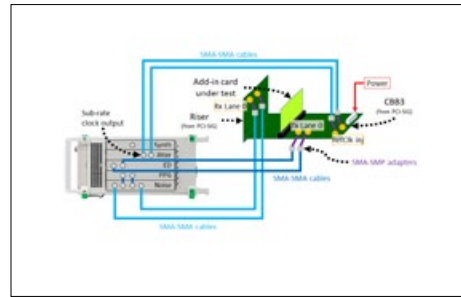 SMA-SMA cables
Add-in card
under test
Power
Rx Lane 0
CBB3
(from PCI-SIG)
Sub-rate
clock output
Riser
(from PCI-SIG)
Tx Lane 0
RefClk inj
Synth
Jitter
ED
PPG
Noise
SMA-SMP adapters
SMA-SMA cables
SMA-SMA cables